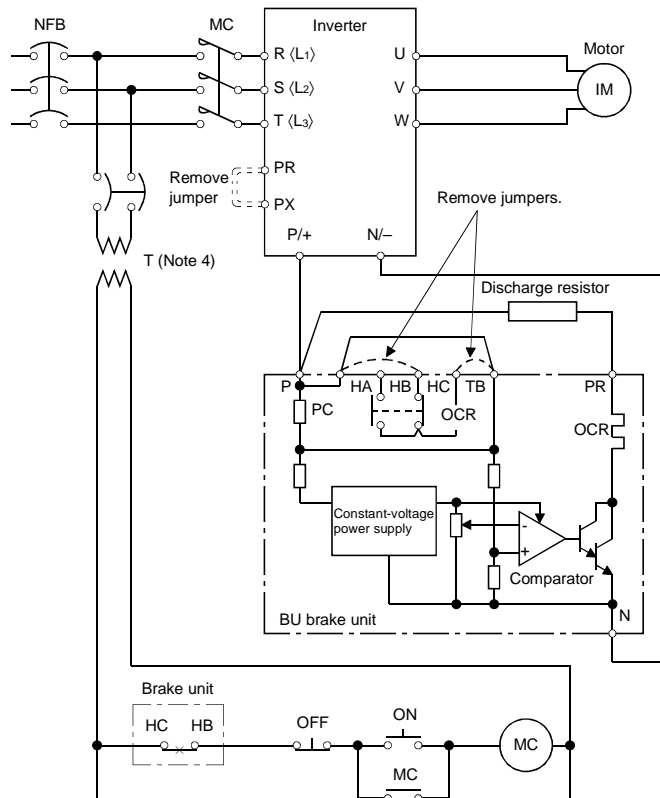 NFB
MC
Inverter
R ⟨L1⟩
S ⟨L2⟩
T ⟨L3⟩
U
V
W
Motor
IM
Remove
jumper
PR
PX
Remove jumpers.
P/+
N/–
T (Note 4)
Discharge resistor
P
HA
HB
HC
TB
PR
PC
OCR
OCR
Constant-voltage
power supply
-
+
Comparator
N
BU brake unit
Brake unit
HC
HB
OFF
ON
MC
MC